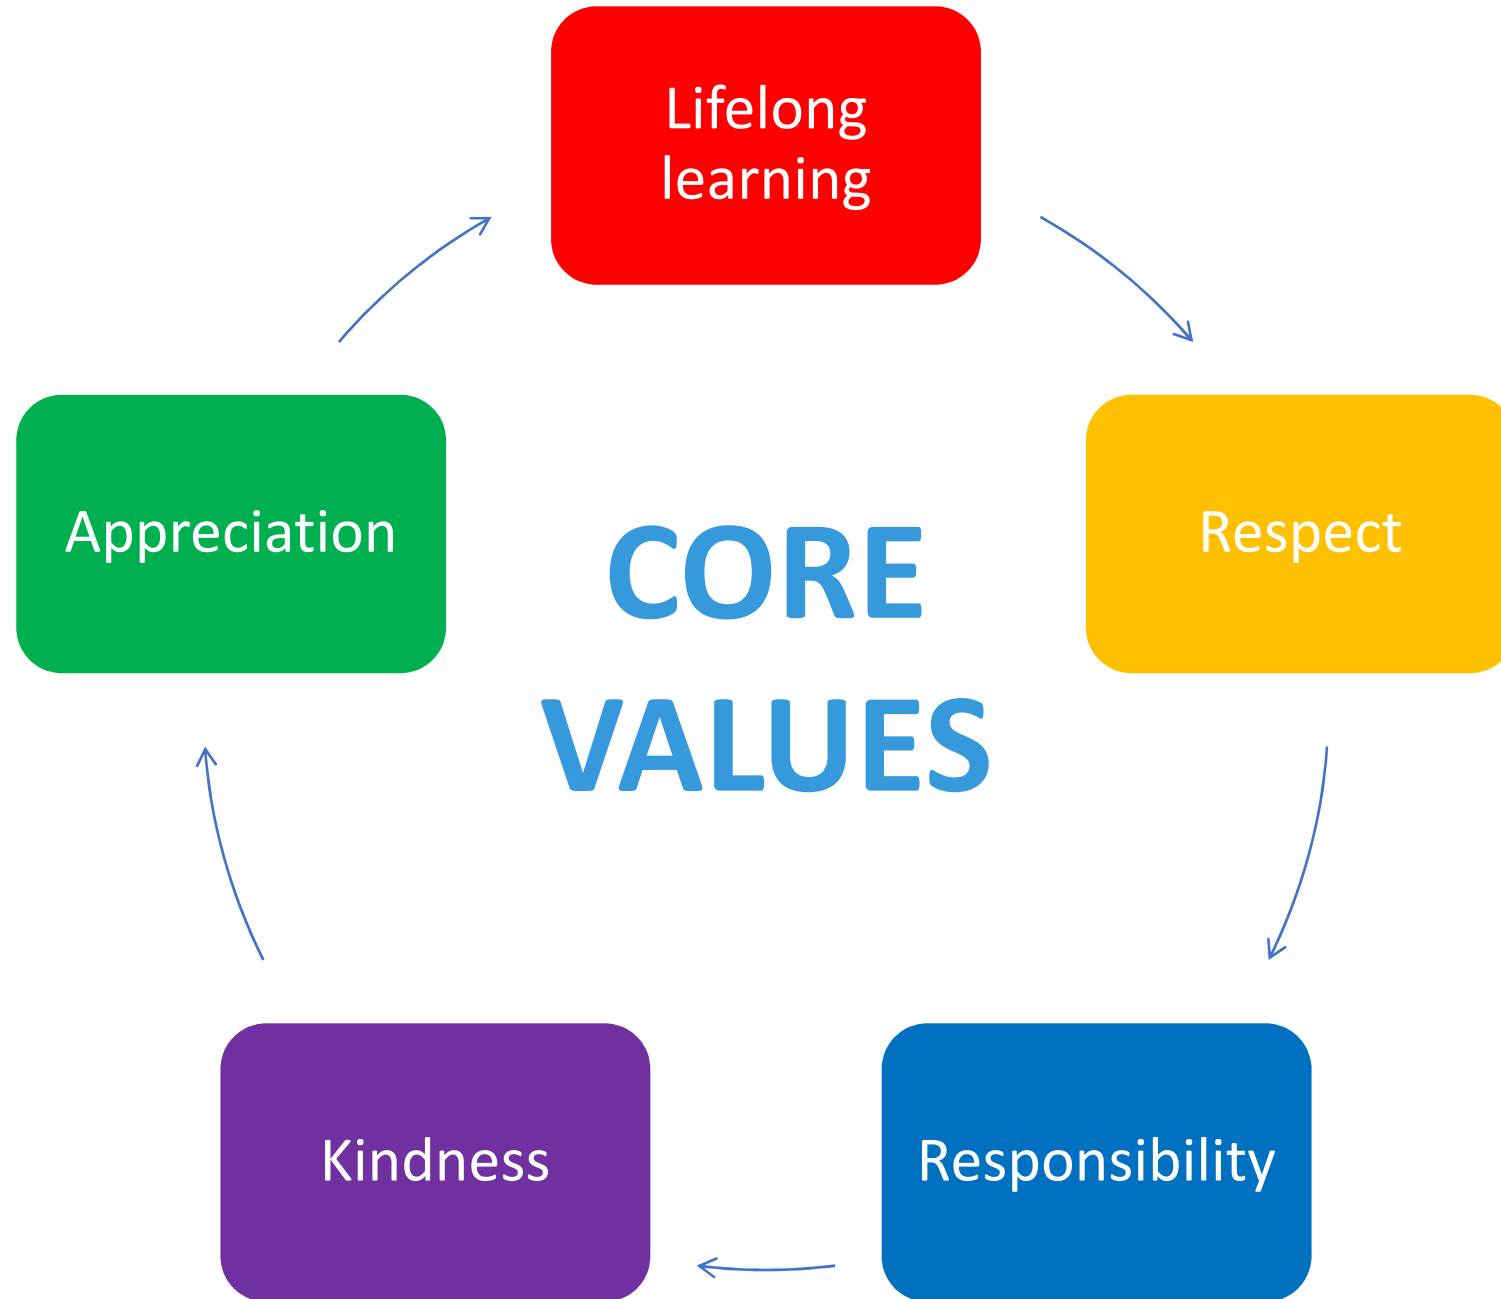 Lifelong
learning
Appreciation
Respect
CORE
VALUES
Kindness
Responsibility